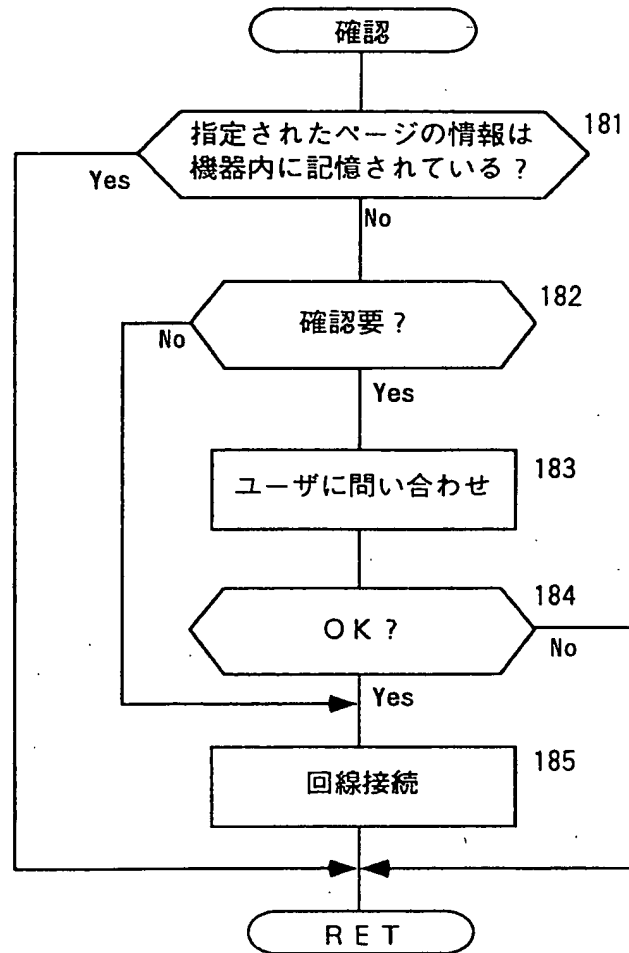 確認
指定されたページの情報は
機器内に記憶されている?
181
Yes
No
確認要?
182
No
Yes
ユーザに問い合わせ
183
OK?
184
No
Yes
回線接続
185
RET